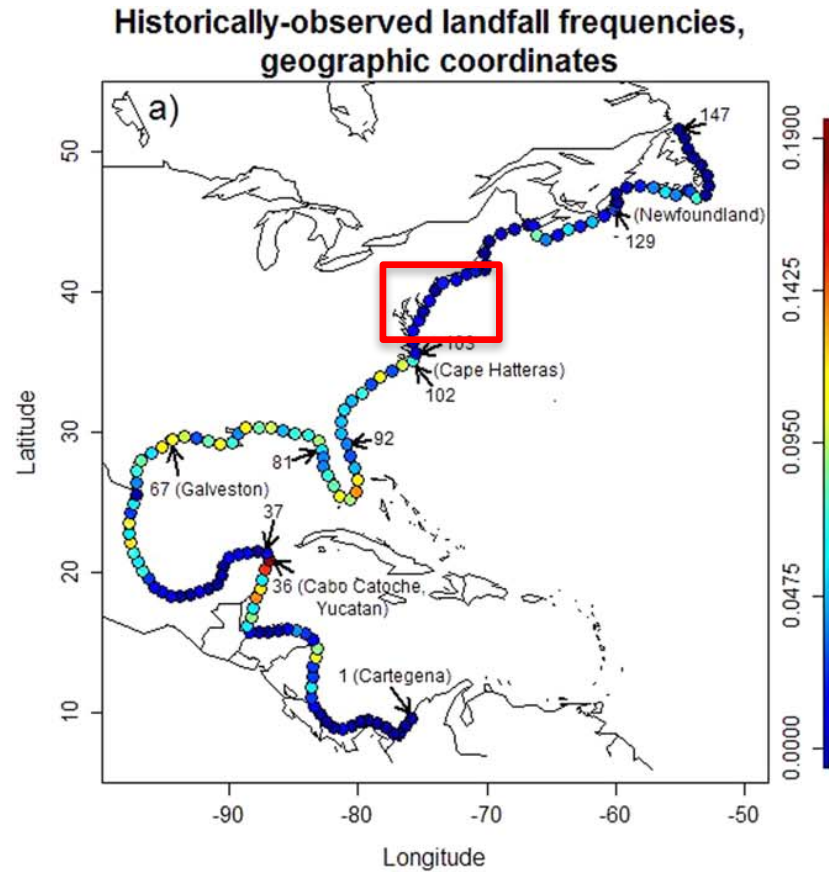 Historically-observed landfall frequencies,
geographic coordinates
a)
147
(Newfoundland)
129
103
(Cape Hatteras)
102
92
81
67 (Galveston)
37
36 (Cabo Catoche,
Yucatan)
1 (Cartegena)
50
40
30
20
10
Latitude
-90
-80
-70
-60
-50
Longitude
0.1900
0.1425
0.0950
0.0475
0.0000